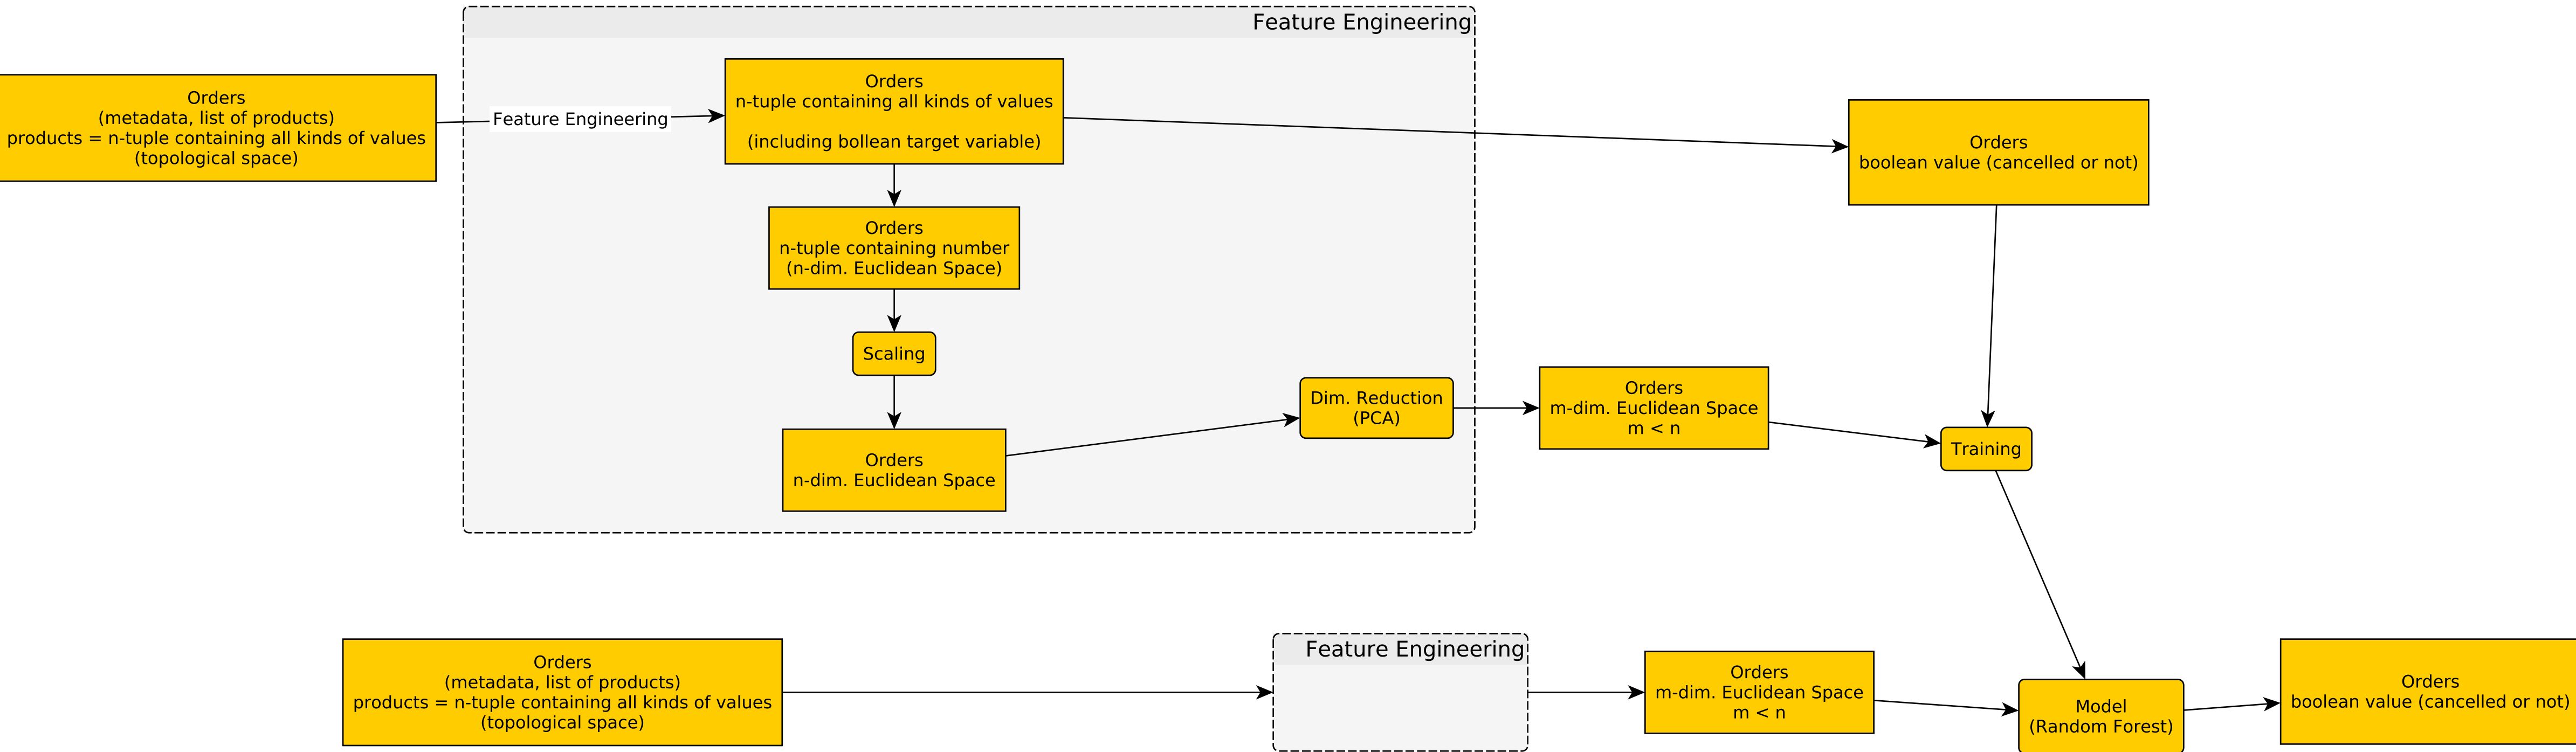 Feature Engineering
Orders
(metadata, list of products)
products = n-tuple containing all kinds of values
(topological space)
Feature Engineering
Orders
n-tuple containing all kinds of values
(including bollean target variable)
Orders
boolean value (cancelled or not)
Orders
n-tuple containing number
(n-dim. Euclidean Space)
Scaling
Orders
n-dim. Euclidean Space
Dim. Reduction
(PCA)
Orders
m-dim. Euclidean Space
m < n
Training
Orders
(metadata, list of products)
products = n-tuple containing all kinds of values
(topological space)
Feature Engineering
Orders
m-dim. Euclidean Space
m < n
Model
(Random Forest)
Orders
boolean value (cancelled or not)